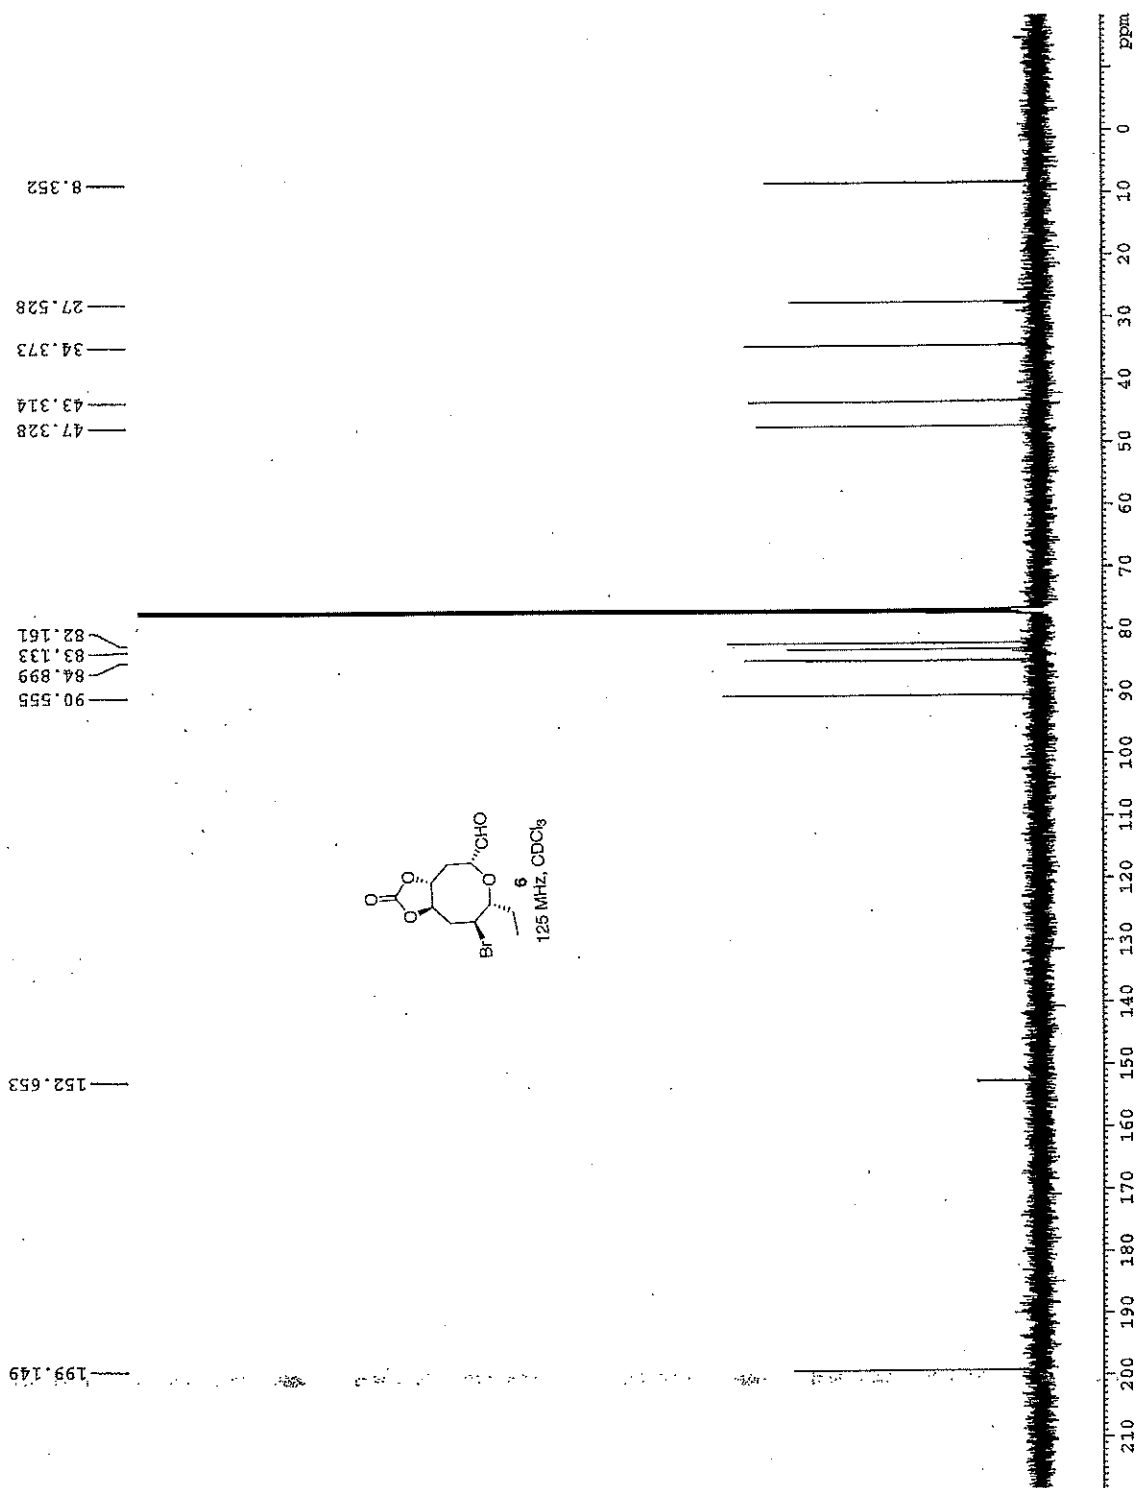 199.149
152.653
90.555
84.899
83.133
82.161
47.328
43.314
34.373
27.528
8.352
O
O
O
CHO
O
Br
6
125 MHz, CDCl₃
210 200 190 180 170 160 150 140 130 120 110 100 90 80 70 60 50 40 30 20 10 0 ppm